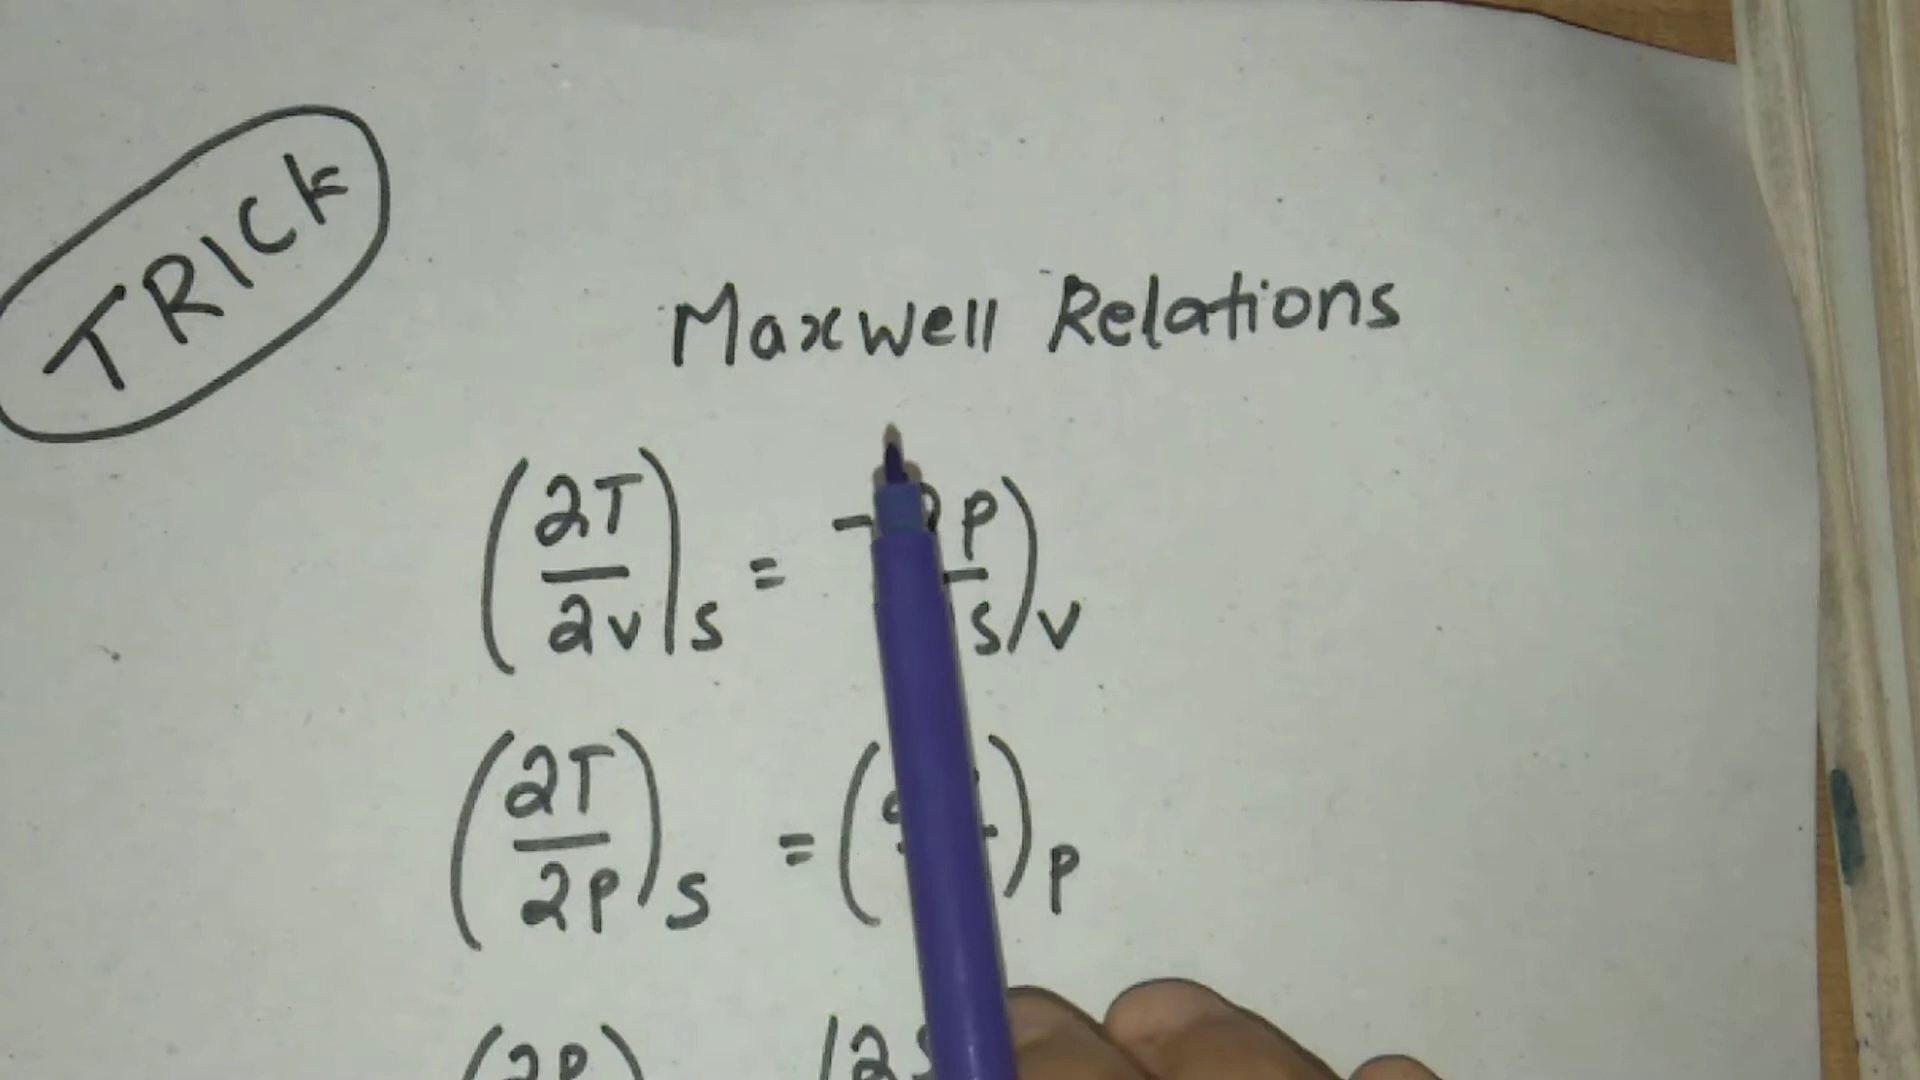 TRICK
Maxwell Relations
(∂T/∂V)S = -∂P/∂S)V
(∂T/∂P)S = ( )P
(∂P) (∂S